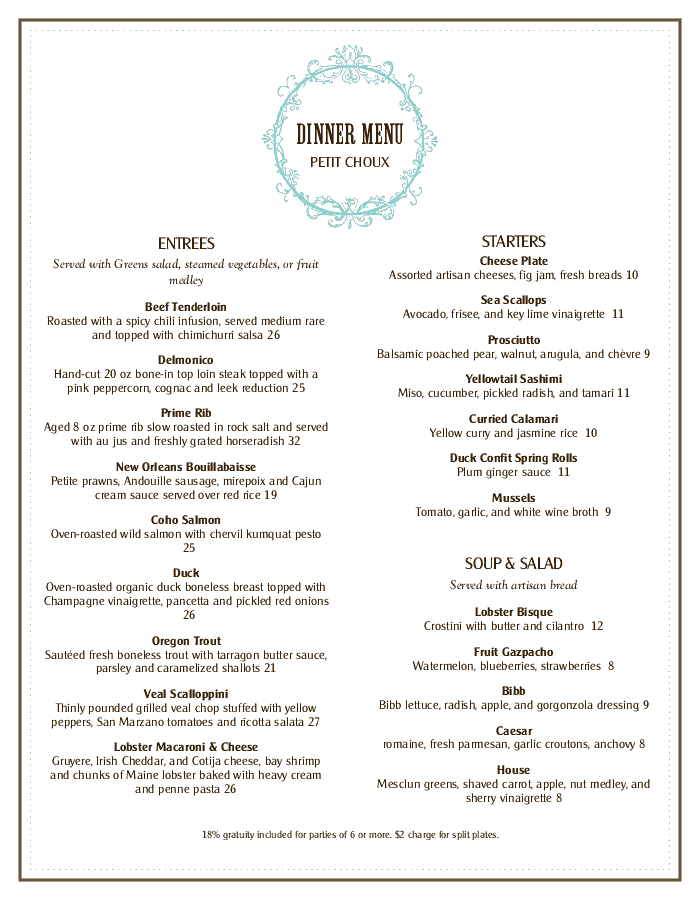 DINNER MENU
PETIT CHOUX
ENTREES
Served with Greens salad, steamed vegetables, or fruit
medley
Beef Tenderloin
Roasted with a spicy chili infusion, served medium rare
and topped with chimichurri salsa 26
Delmonico
Hand-cut 20 oz bone-in top loin steak topped with a
pink peppercorn, cognac and leek reduction 25
Prime Rib
Aged 8 oz prime rib slow roasted in rock salt and served
with au jus and freshly grated horseradish 32
New Orleans Bouillabaisse
Petite prawns, Andouille sausage, mirepoix and Cajun
cream sauce served over red rice 19
Coho Salmon
Oven-roasted wild salmon with chervil kumquat pesto
25
Duck
Oven-roasted organic duck boneless breast topped with
Champagne vinaigrette, pancetta and pickled red onions
26
Oregon Trout
Sautéed fresh boneless trout with tarragon butter sauce,
parsley and caramelized shallots 21
Veal Scalloppini
Thinly pounded grilled veal chop stuffed with yellow
peppers, San Marzano tomatoes and ricotta salata 27
Lobster Macaroni & Cheese
Gruyere, Irish Cheddar, and Cotija cheese, bay shrimp
and chunks of Maine lobster baked with heavy cream
and penne pasta 26
STARTERS
Cheese Plate
Assorted artisan cheeses, fig jam, fresh breads 10
Sea Scallops
Avocado, frisee, and key lime vinaigrette 11
Prosciutto
Balsamic poached pear, walnut, arugula, and chèvre 9
Yellowtail Sashimi
Miso, cucumber, pickled radish, and tamari 11
Curried Calamari
Yellow curry and jasmine rice 10
Duck Confit Spring Rolls
Plum ginger sauce 11
Mussels
Tomato, garlic, and white wine broth 9
SOUP & SALAD
Served with artisan bread
Lobster Bisque
Crostini with butter and cilantro 12
Fruit Gazpacho
Watermelon, blueberries, strawberries 8
Bibb
Bibb lettuce, radish, apple, and gorgonzola dressing 9
Caesar
romaine, fresh parmesan, garlic croutons, anchovy 8
House
Mesclun greens, shaved carrot, apple, nut medley, and
sherry vinaigrette 8
18% gratuity included for parties of 6 or more. $2 charge for split plates.